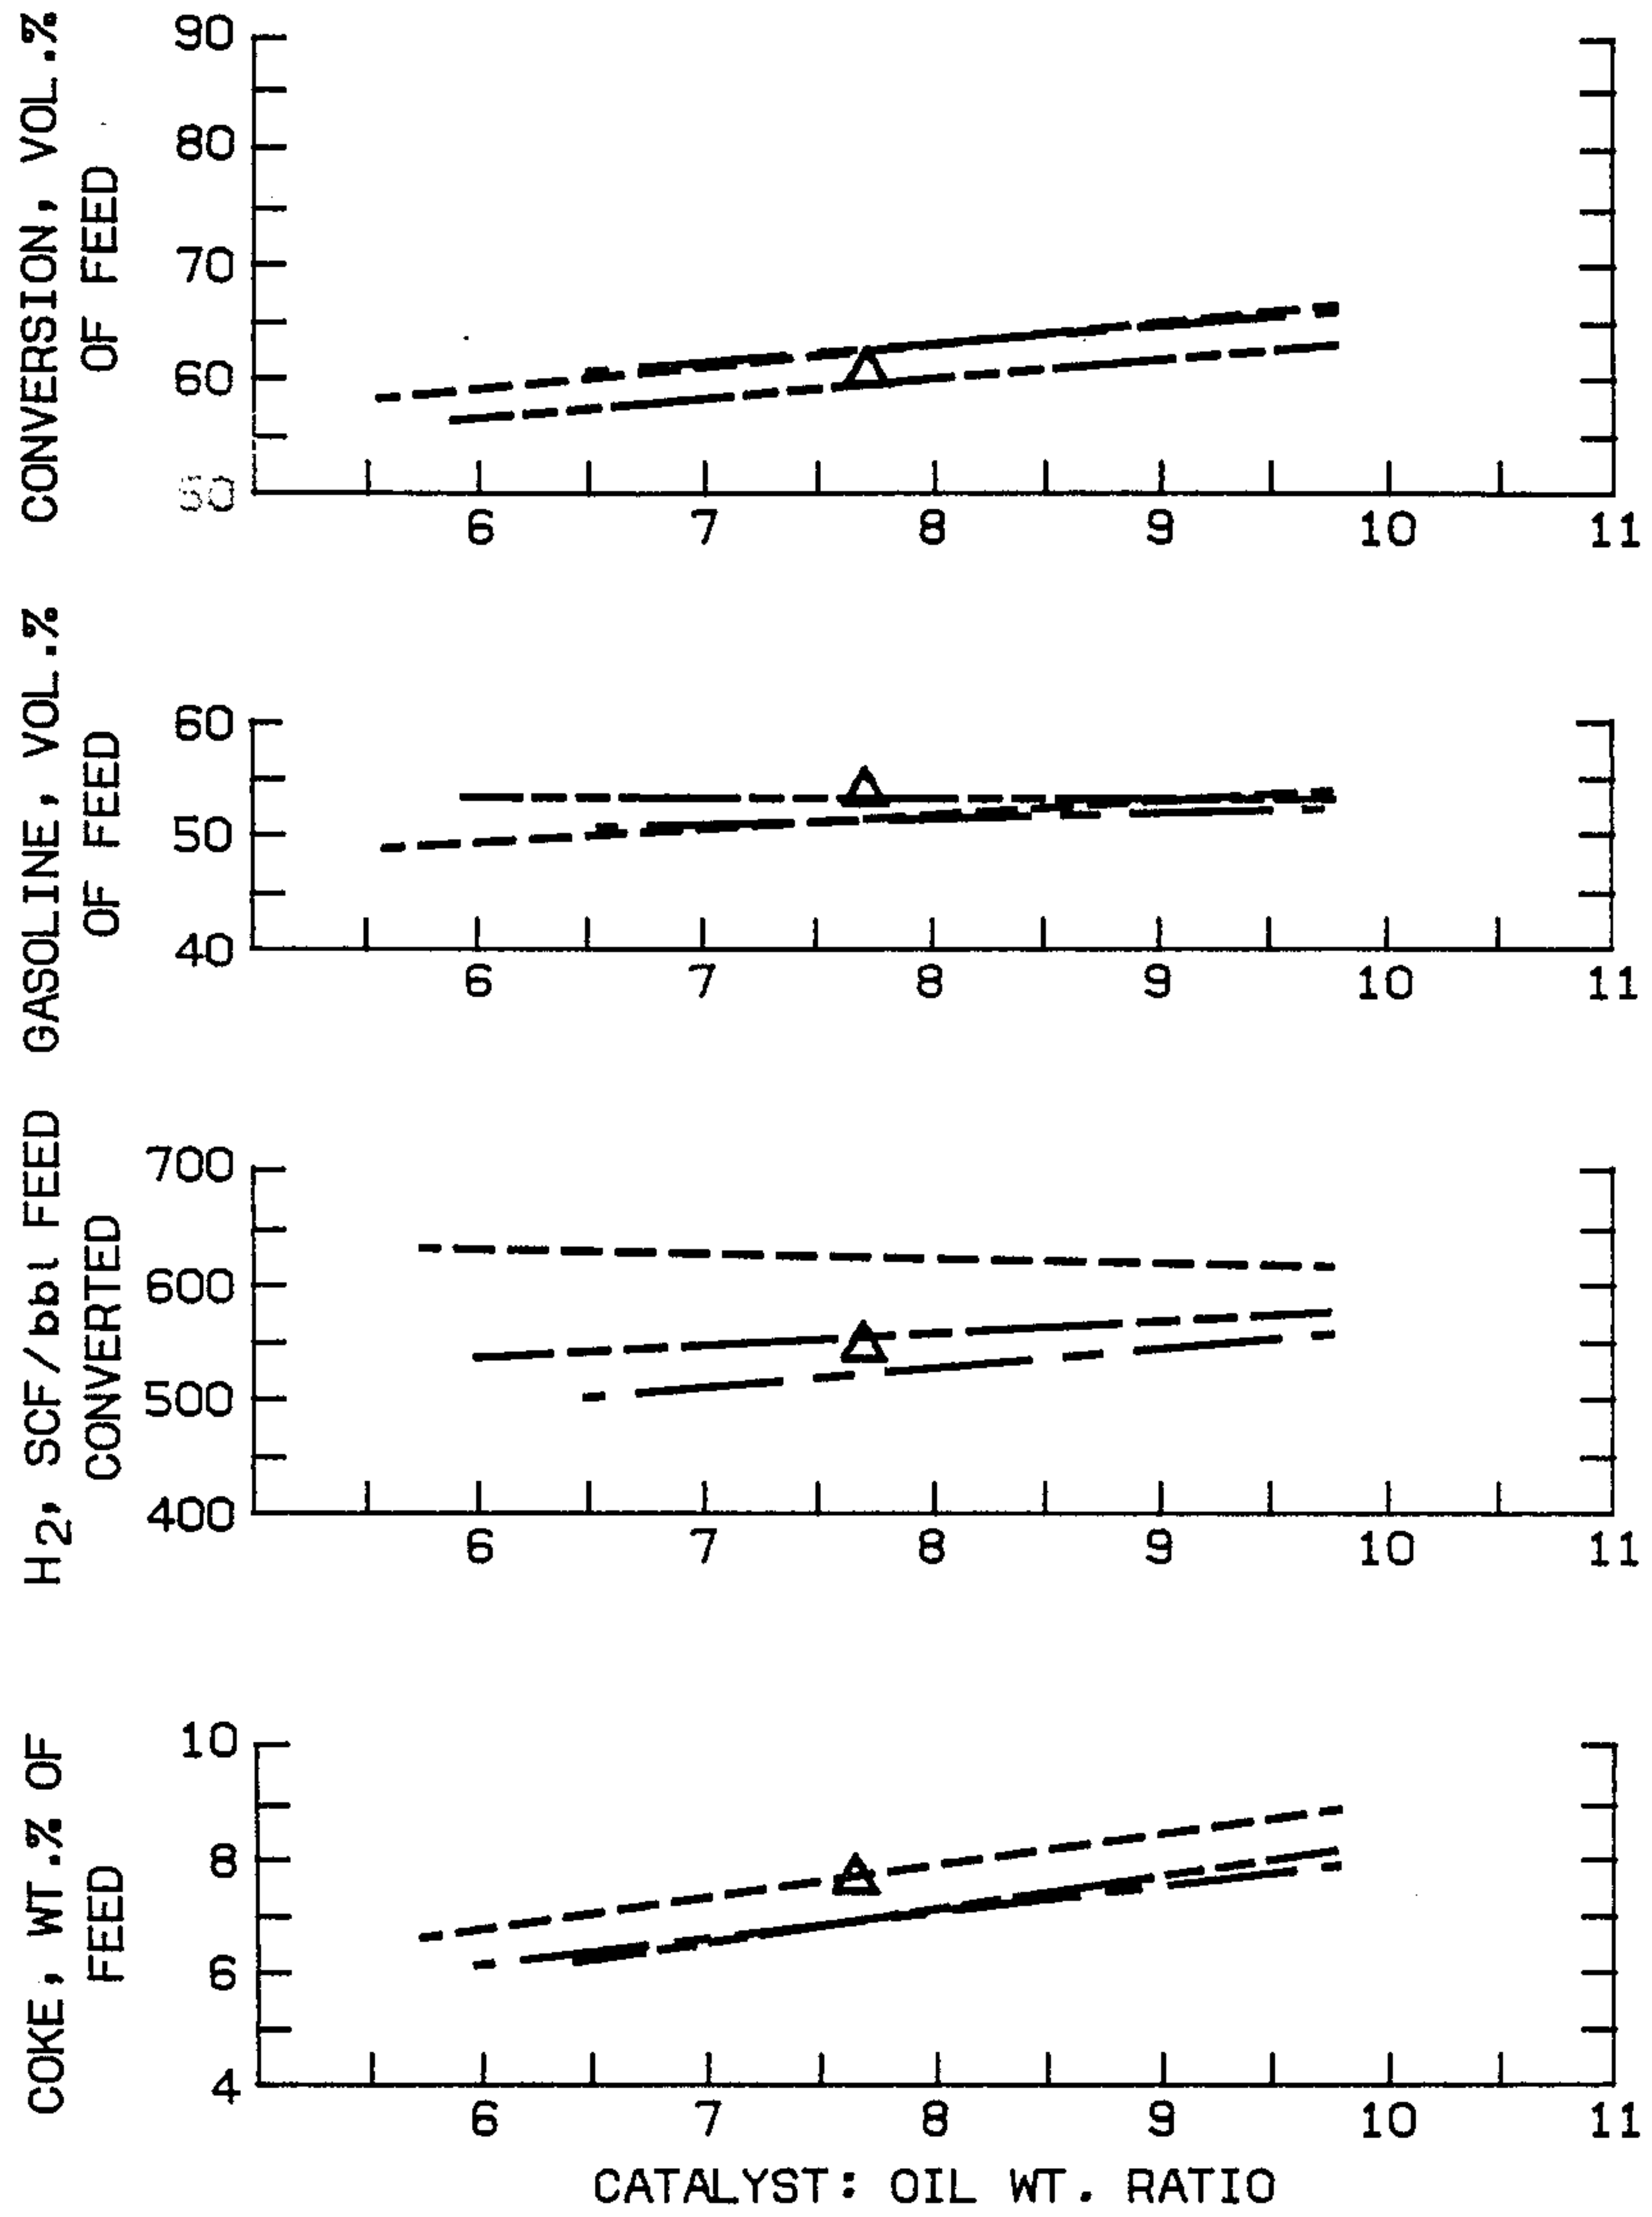 CONVERSION, VOL.%
OF FEED
90
80
70
60
50
6 7 8 9 10 11
GASOLINE, VOL.%
OF FEED
60
50
40
6 7 8 9 10 11
H2, SCF/bbl FEED
CONVERTED
700
600
500
400
6 7 8 9 10 11
COKE, WT.% OF
FEED
10
8
6
4
6 7 8 9 10 11
CATALYST: OIL WT. RATIO